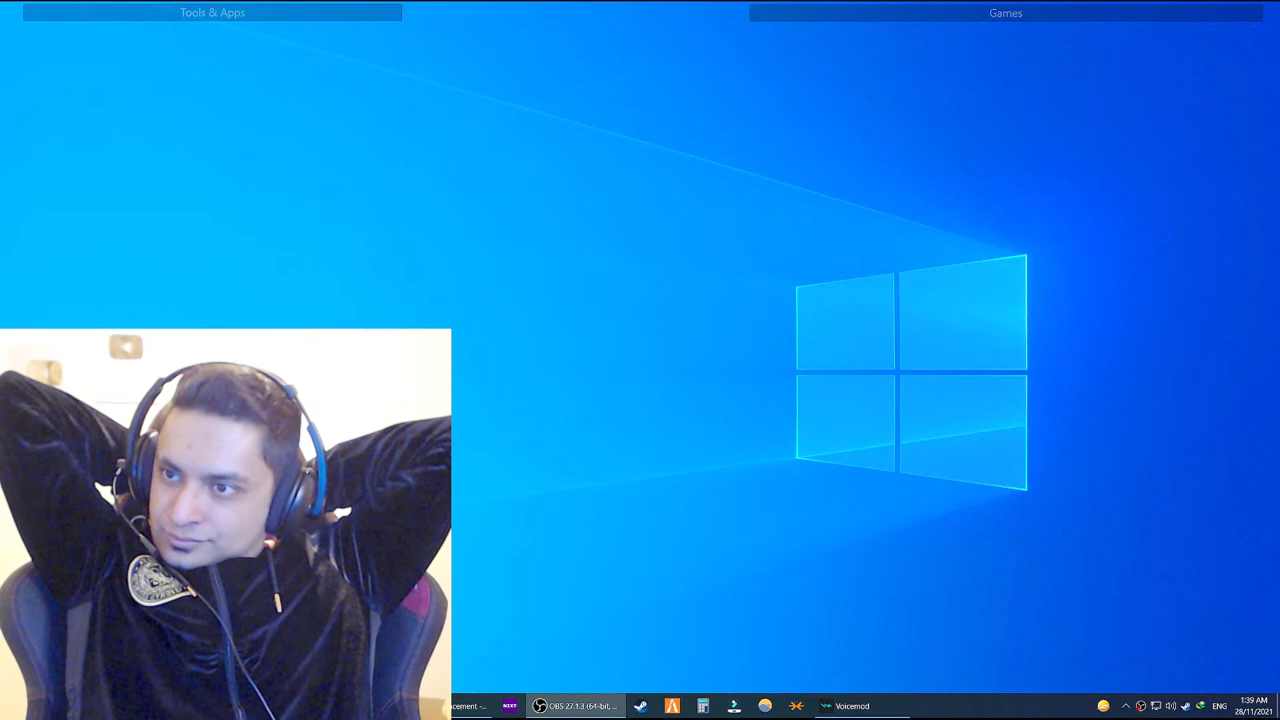 Tools & Apps
Games
cement -...
NEXT
OBS 27.1.3 (64-bit, ...
Voicemod
ENG
1:39 AM
28/11/2021